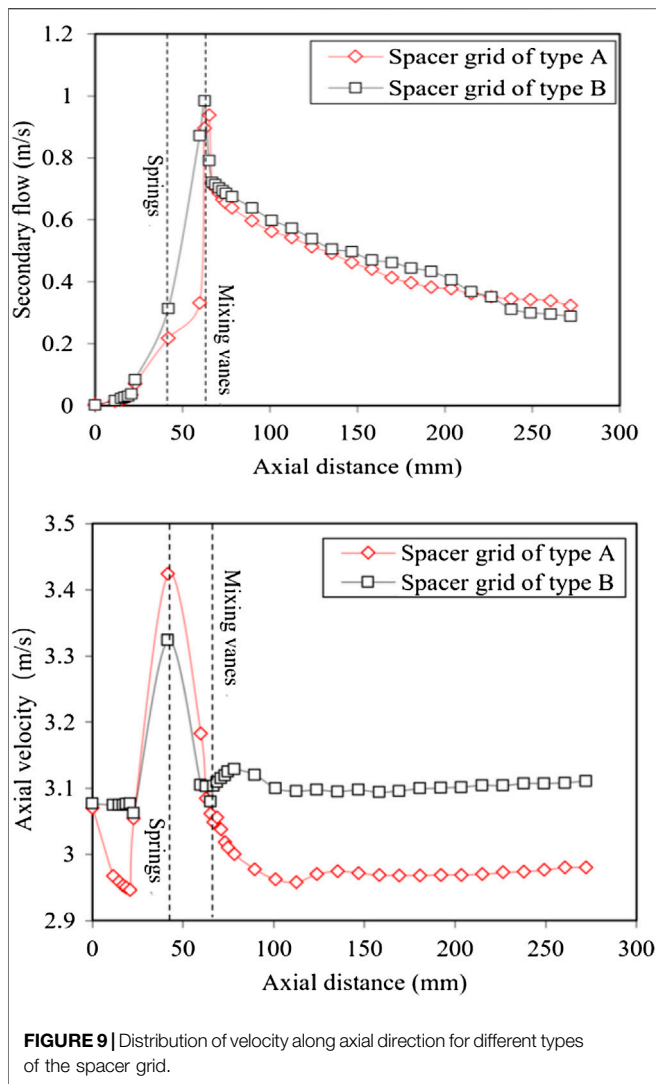 1.2
1
0.8
0.6
0.4
0.2
0
Secondary flow (m/s)
Spacer grid of type A
Spacer grid of type B
Springs
Mixing vanes
0 50 100 150 200 250 300
Axial distance (mm)
3.5
3.4
3.3
3.2
3.1
3
2.9
Axial velocity (m/s)
Spacer grid of type A
Spacer grid of type B
Mixing vanes
Springs
0 50 100 150 200 250 300
Axial distance (mm)
FIGURE 9 | Distribution of velocity along axial direction for different types
of the spacer grid.